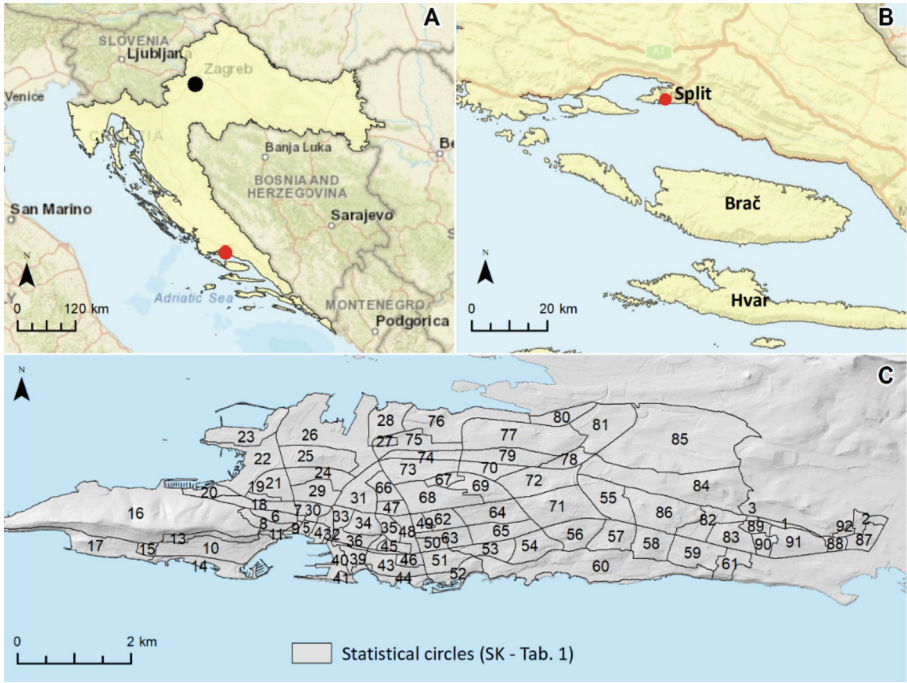 A
SLOVENIA
Ljubljana
Zagreb
Venice
CROATIA
Banja Luka
Be
BOSNIA AND
HERZEGOVINA
San Marino
Sarajevo
N
Adriatic Sea
MONTENEGRO
Podgorica
0 120 km
B
A1
Split
Brač
N
Hvar
0 20 km
C
N
28 76 80
23 26 27 75 77 81 85
22 25 74 79 78
24 73 70
20 19 21 29 66 67 69 72 84
16 18 31 68 55
6 7 30 33 47 64 71 86 82 3
8 9 5 34 35 48 49 62 65 56 57 89 1 92 2
17 13 11 4 32 36 50 63 58 83 90 91 88 87
15 10 45 53 54 59
14 40 39 43 46 51 60 61
41 44 52
0 2 km
Statistical circles (SK - Tab. 1)